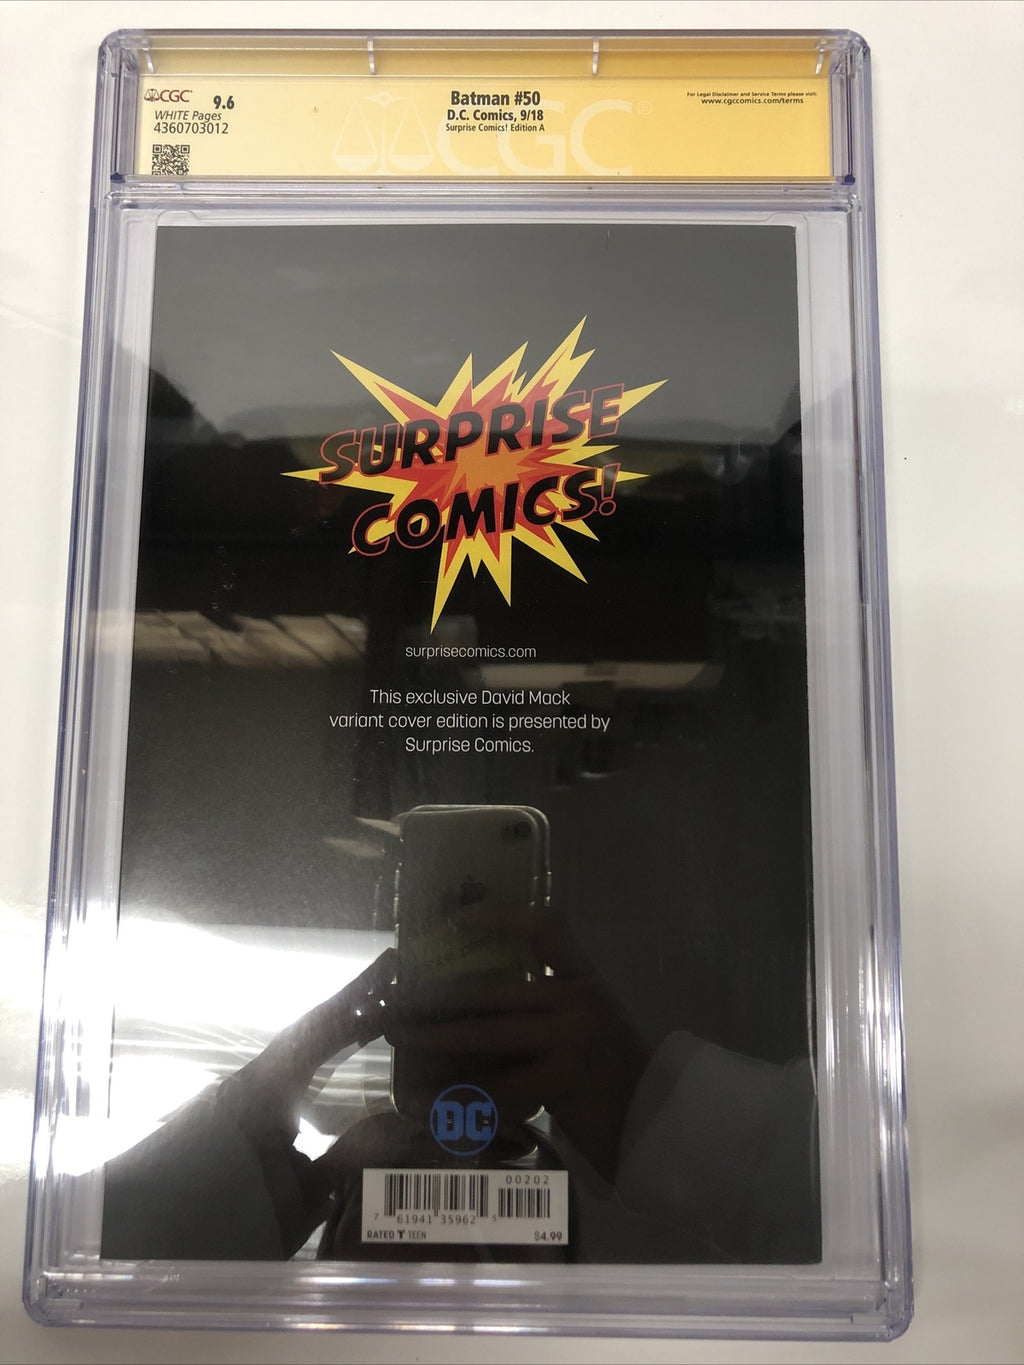 CGC
9.6
WHITE Pages
4360703012
Batman #50
D.C. Comics, 9/18
Surprise Comics! Edition A
For Legal Disclaimer and Service Terms please visit:
www.cgccomics.com/terms
CGC®
SURPRISE
COMICS!
surprisecomics.com
This exclusive David Mack
variant cover edition is presented by
Surprise Comics.
DC
00202
7 61941 35962 5
RATED T TEEN $4.99